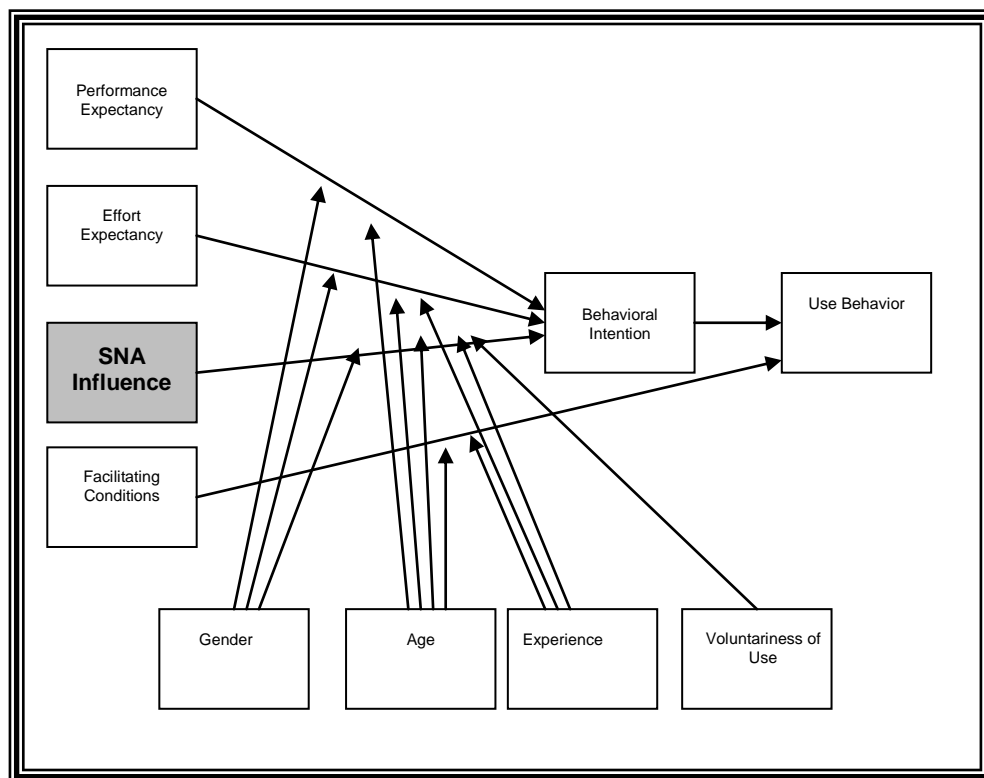 Performance
Expectancy
Effort
Expectancy
SNA
Influence
Facilitating
Conditions
Behavioral
Intention
Use Behavior
Gender
Age
Experience
Voluntariness of
Use